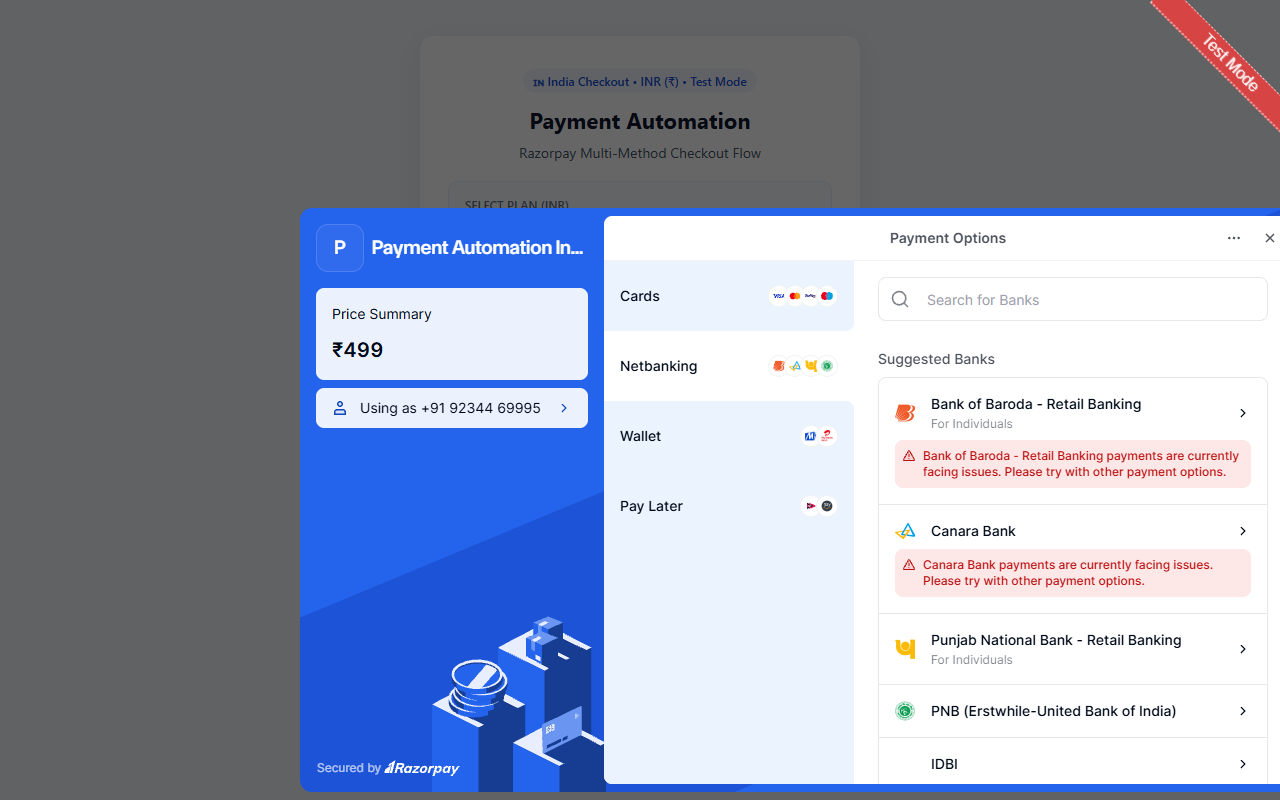 IN India Checkout • INR (₹) • Test Mode
Payment Automation
Razorpay Multi-Method Checkout Flow
SELECT PLAN (INR)
Test Mode
P
Payment Automation In...
Price Summary
₹499
Using as +91 92344 69995
Secured by Razorpay
Payment Options
Cards
VISA
Netbanking
Wallet
Pay Later
Search for Banks
Suggested Banks
Bank of Baroda - Retail Banking
For Individuals
Bank of Baroda - Retail Banking payments are currently
facing issues. Please try with other payment options.
Canara Bank
Canara Bank payments are currently facing issues.
Please try with other payment options.
Punjab National Bank - Retail Banking
For Individuals
PNB (Erstwhile-United Bank of India)
IDBI